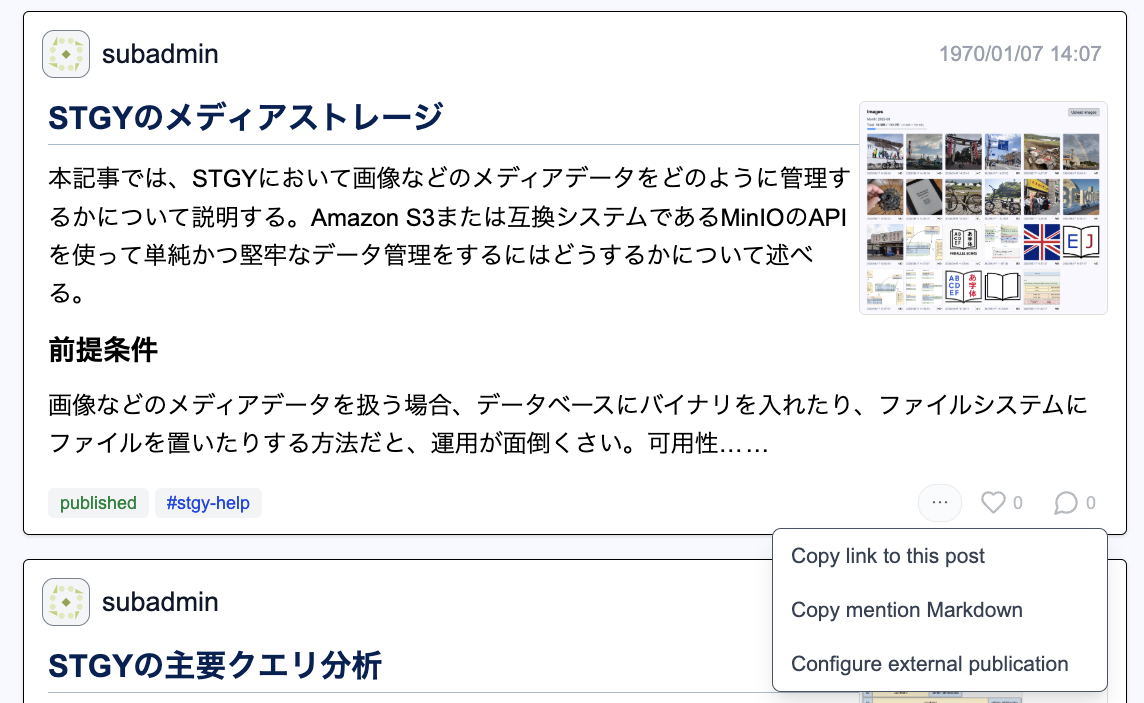 subadmin
1970/01/07 14:07
STGYのメディアストレージ
本記事では、STGYにおいて画像などのメディアデータをどのように管理す
るかについて説明する。Amazon S3または互換システムであるMinIOのAPI
を使って単純かつ堅牢なデータ管理をするにはどうするかについて述べ
る。
Images
Upload images
前提条件
画像などのメディアデータを扱う場合、データベースにバイナリを入れたり、ファイルシステムに
ファイルを置いたりする方法だと、運用が面倒くさい。可用性……
published
#stgy-help
0
0
Copy link to this post
Copy mention Markdown
Configure external publication
subadmin
STGYの主要クエリ分析